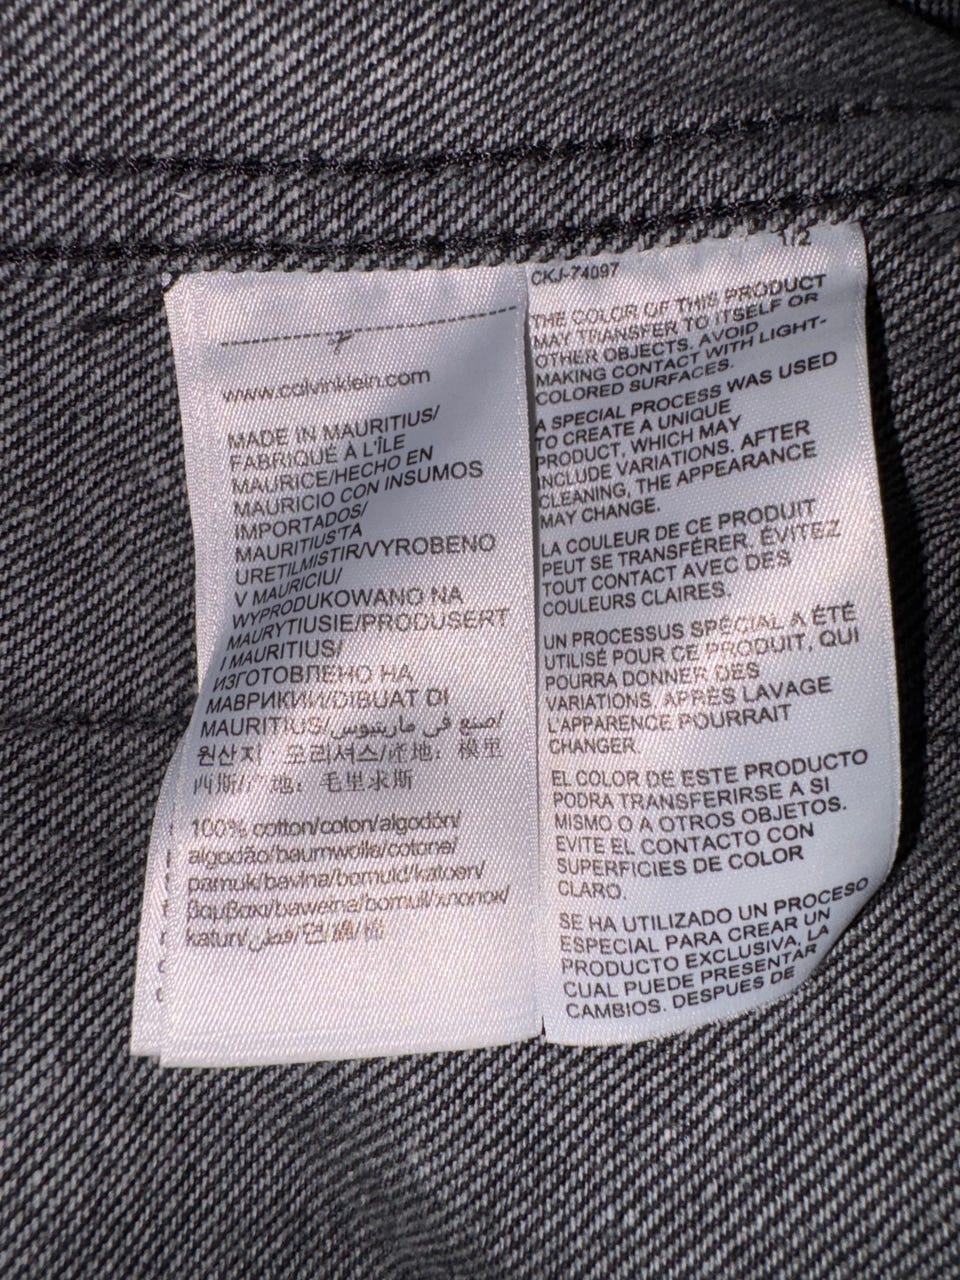 www.calvinklein.com
MADE IN MAURITIUS/
FABRIQUÉ À L'ÎLE
MAURICE/HECHO EN
MAURICIO CON INSUMOS
IMPORTADOS/
MAURITIUS'TA
URETILMISTIR/VYROBENO
V MAURICIU/
WYPRODUKOWANO NA
MAURYTIUSIE/PRODUSERT
I MAURITIUS/
ИЗГОТОВЛЕНО НА
МАВРИКИИ/DIBUAT DI
MAURITIUS/صنع في ماريتيوس/
원산지: 모리셔스/產地: 模里
西斯/产地: 毛里求斯
100% cotton/coton/algodón/
algodão/baumwolle/cotone/
pamuk/bavlna/bomuld/katoen/
βαμβακι/bawełna/bomull/хлопок/
katun/قطن/면/綿/棉
1/2
CKJ-74097
THE COLOR OF THIS PRODUCT
MAY TRANSFER TO ITSELF OR
OTHER OBJECTS. AVOID
MAKING CONTACT WITH LIGHT-
COLORED SURFACES.
A SPECIAL PROCESS WAS USED
TO CREATE A UNIQUE
PRODUCT, WHICH MAY
INCLUDE VARIATIONS. AFTER
CLEANING, THE APPEARANCE
MAY CHANGE.
LA COULEUR DE CE PRODUIT
PEUT SE TRANSFÉRER. ÉVITEZ
TOUT CONTACT AVEC DES
COULEURS CLAIRES.
UN PROCESSUS SPÉCIAL A ÉTÉ
UTILISÉ POUR CE PRODUIT, QUI
POURRA DONNER DES
VARIATIONS. APRÈS LAVAGE
L'APPARENCE POURRAIT
CHANGER.
EL COLOR DE ESTE PRODUCTO
PODRA TRANSFERIRSE A SI
MISMO O A OTROS OBJETOS.
EVITE EL CONTACTO CON
SUPERFICIES DE COLOR
CLARO.
SE HA UTILIZADO UN PROCESO
ESPECIAL PARA CREAR UN
PRODUCTO EXCLUSIVA, LA
CUAL PUEDE PRESENTAR
CAMBIOS. DESPUES DE